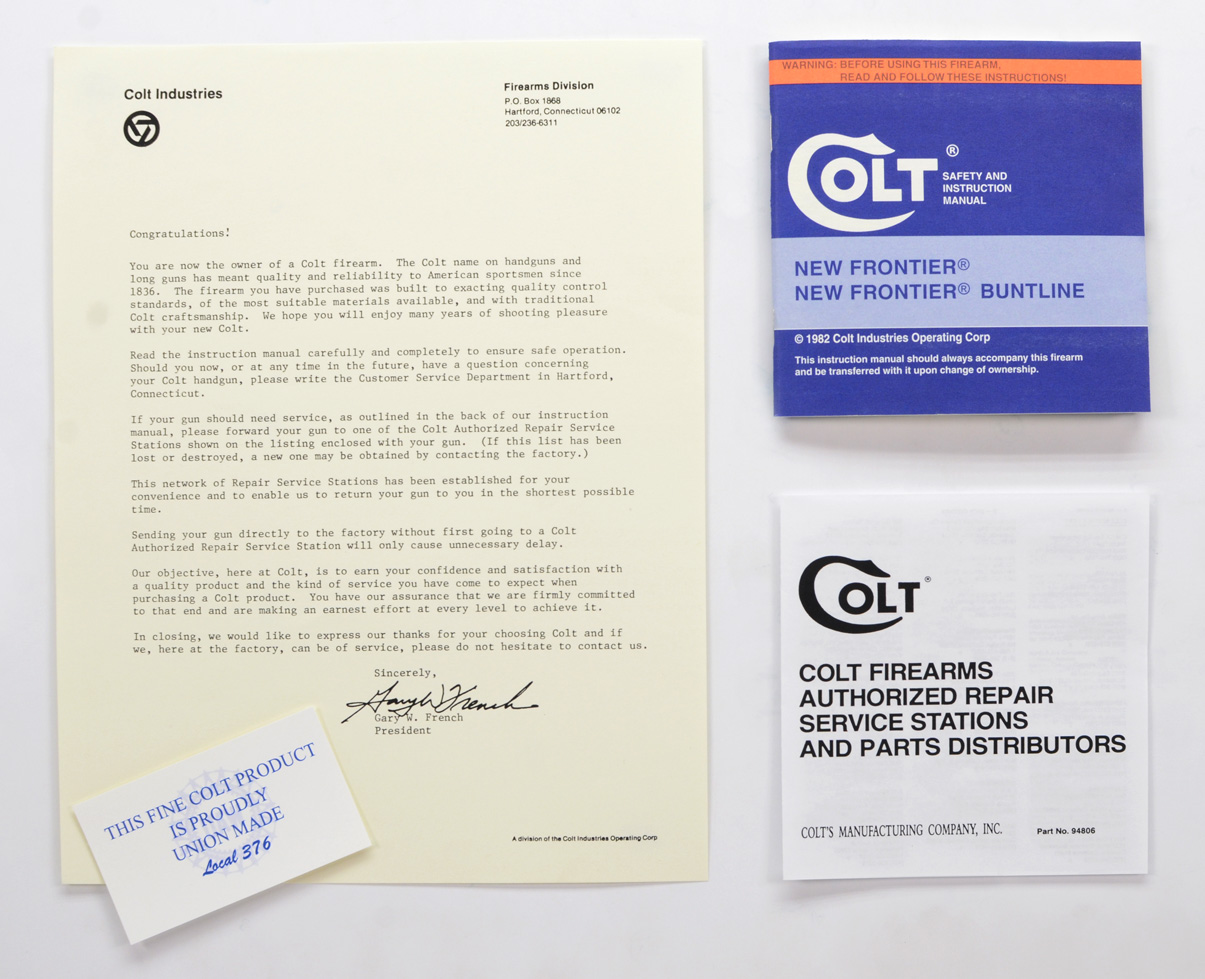 Colt Industries
Firearms Division
P.O. Box 1868
Hartford, Connecticut 06102
203/236-6311
Congratulations!
You are now the owner of a Colt firearm.  The Colt name on handguns and
long guns has meant quality and reliability to American sportsmen since
1836.  The firearm you have purchased was built to exacting quality control
standards, of the most suitable materials available, and with traditional
Colt craftsmanship.  We hope you will enjoy many years of shooting pleasure
with your new Colt.
Read the instruction manual carefully and completely to ensure safe operation.
Should you now, or at any time in the future, have a question concerning
your Colt handgun, please write the Customer Service Department in Hartford,
Connecticut.
If your gun should need service, as outlined in the back of our instruction
manual, please forward your gun to one of the Colt Authorized Repair Service
Stations shown on the listing enclosed with your gun.  (If this list has been
lost or destroyed, a new one may be obtained by contacting the factory.)
This network of Repair Service Stations has been established for your
convenience and to enable us to return your gun to you in the shortest possible
time.
Sending your gun directly to the factory without first going to a Colt
Authorized Repair Service Station will only cause unnecessary delay.
Our objective, here at Colt, is to earn your confidence and satisfaction with
a quality product and the kind of service you have come to expect when
purchasing a Colt product.  You have our assurance that we are firmly committed
to that end and are making an earnest effort at every level to achieve it.
In closing, we would like to express our thanks for your choosing Colt and if
we, here at the factory, can be of service, please do not hesitate to contact us.
Sincerely,
Gary W. French
Gary W. French
President
A division of the Colt Industries Operating Corp
THIS FINE COLT PRODUCT
IS PROUDLY
UNION MADE
Local 376
WARNING: BEFORE USING THIS FIREARM,
READ AND FOLLOW THESE INSTRUCTIONS!
COLT®
SAFETY AND
INSTRUCTION
MANUAL
NEW FRONTIER®
NEW FRONTIER® BUNTLINE
© 1982 Colt Industries Operating Corp
This instruction manual should always accompany this firearm
and be transferred with it upon change of ownership.
COLT®
COLT FIREARMS
AUTHORIZED REPAIR
SERVICE STATIONS
AND PARTS DISTRIBUTORS
COLT'S MANUFACTURING COMPANY, INC.
Part No. 94806